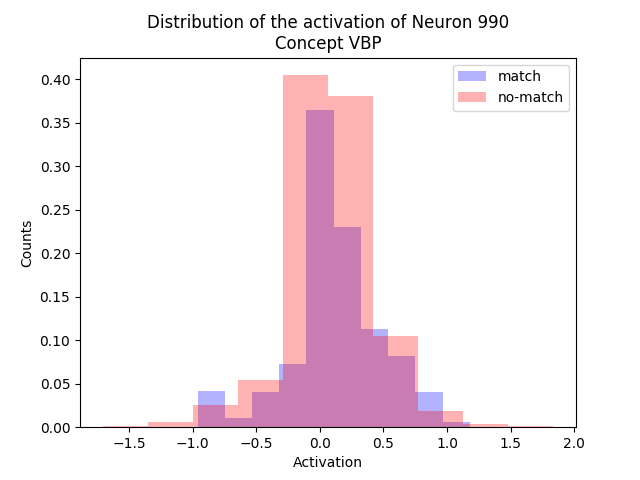 Distribution of the activation of Neuron 990
Concept VBP
match
no-match
0.40
0.35
0.30
0.25
0.20
0.15
0.10
0.05
0.00
Counts
−1.5
−1.0
−0.5
0.0
0.5
1.0
1.5
2.0
Activation